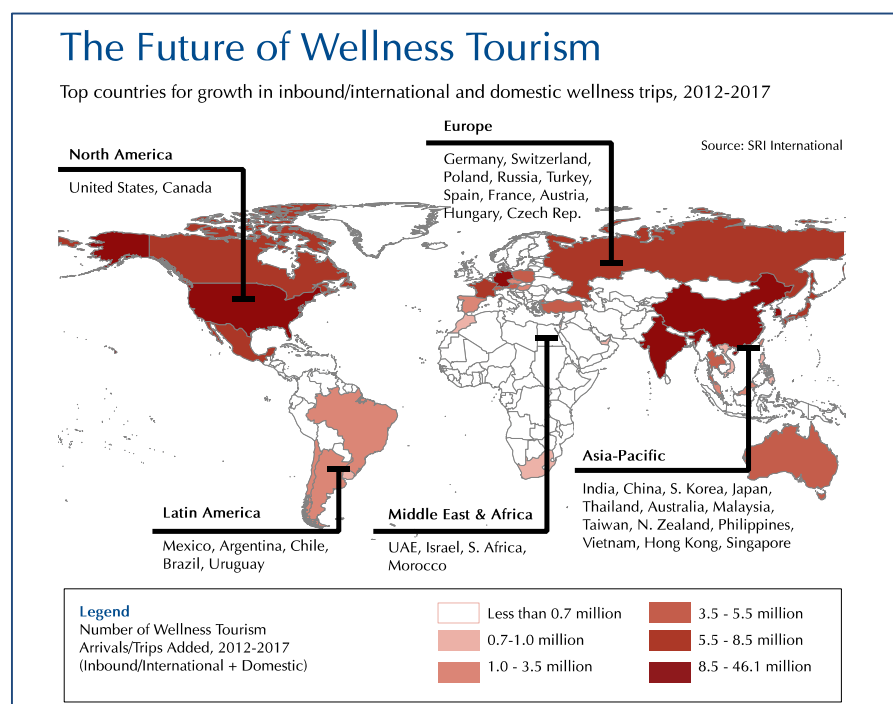 The Future of Wellness Tourism
Top countries for growth in inbound/international and domestic wellness trips, 2012-2017
Source: SRI International
North America
United States, Canada
Europe
Germany, Switzerland,
Poland, Russia, Turkey,
Spain, France, Austria,
Hungary, Czech Rep.
Latin America
Mexico, Argentina, Chile,
Brazil, Uruguay
Middle East & Africa
UAE, Israel, S. Africa,
Morocco
Asia-Pacific
India, China, S. Korea, Japan,
Thailand, Australia, Malaysia,
Taiwan, N. Zealand, Philippines,
Vietnam, Hong Kong, Singapore
Legend
Number of Wellness Tourism
Arrivals/Trips Added, 2012-2017
(Inbound/International + Domestic)
Less than 0.7 million
0.7-1.0 million
1.0 - 3.5 million
3.5 - 5.5 million
5.5 - 8.5 million
8.5 - 46.1 million